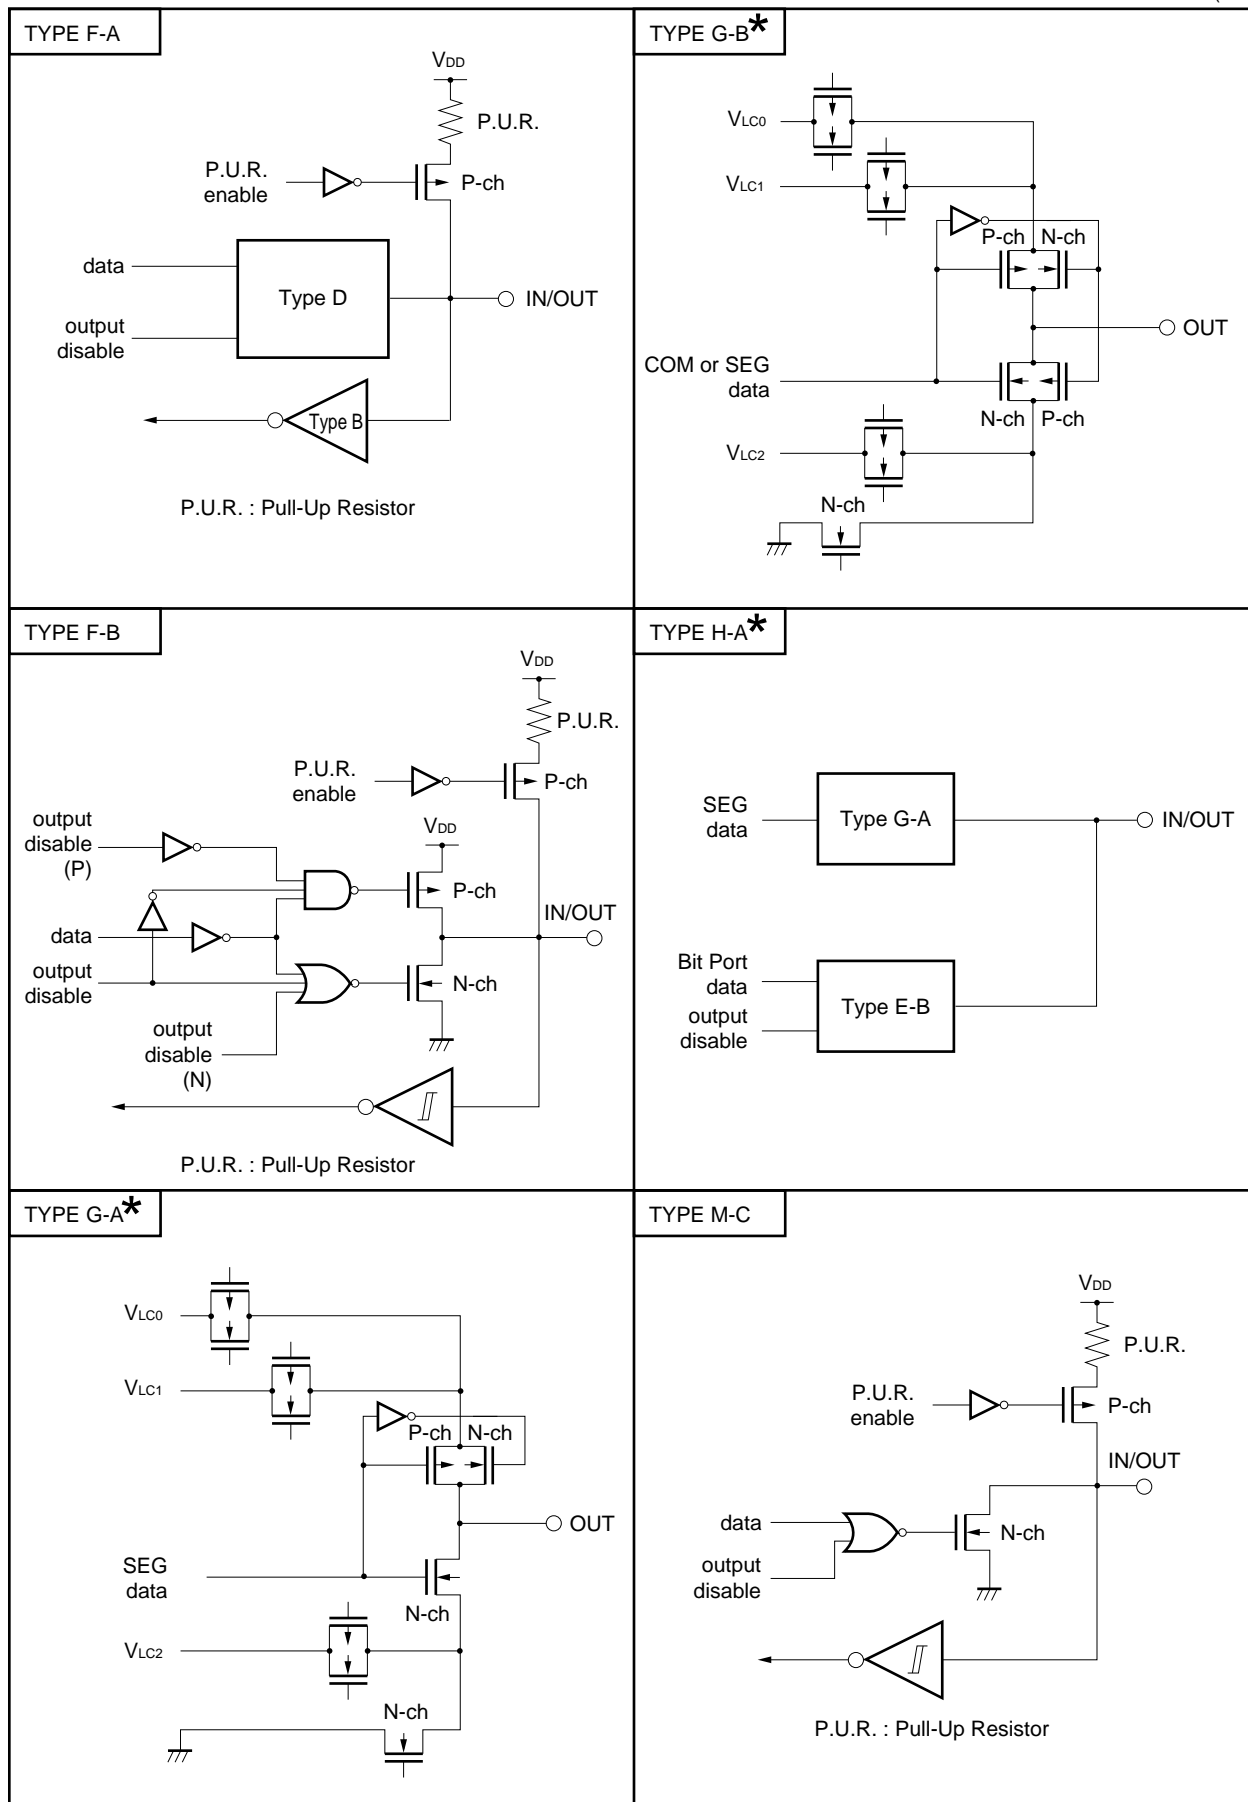 (
TYPE F-A
VDD
P.U.R.
P.U.R.
enable
P-ch
data
Type D
IN/OUT
output
disable
Type B
P.U.R. : Pull-Up Resistor
TYPE G-B*
VLC0
VLC1
P-ch N-ch
OUT
COM or SEG
data
N-ch P-ch
VLC2
N-ch
TYPE F-B
VDD
P.U.R.
P.U.R.
enable
P-ch
output
disable
(P)
VDD
P-ch
IN/OUT
data
output
disable
N-ch
output
disable
(N)
P.U.R. : Pull-Up Resistor
TYPE H-A*
SEG
data
Type G-A
IN/OUT
Bit Port
data
Type E-B
output
disable
TYPE G-A*
VLC0
VLC1
P-ch N-ch
OUT
SEG
data
N-ch
VLC2
N-ch
TYPE M-C
VDD
P.U.R.
P.U.R.
enable
P-ch
IN/OUT
data
N-ch
output
disable
P.U.R. : Pull-Up Resistor